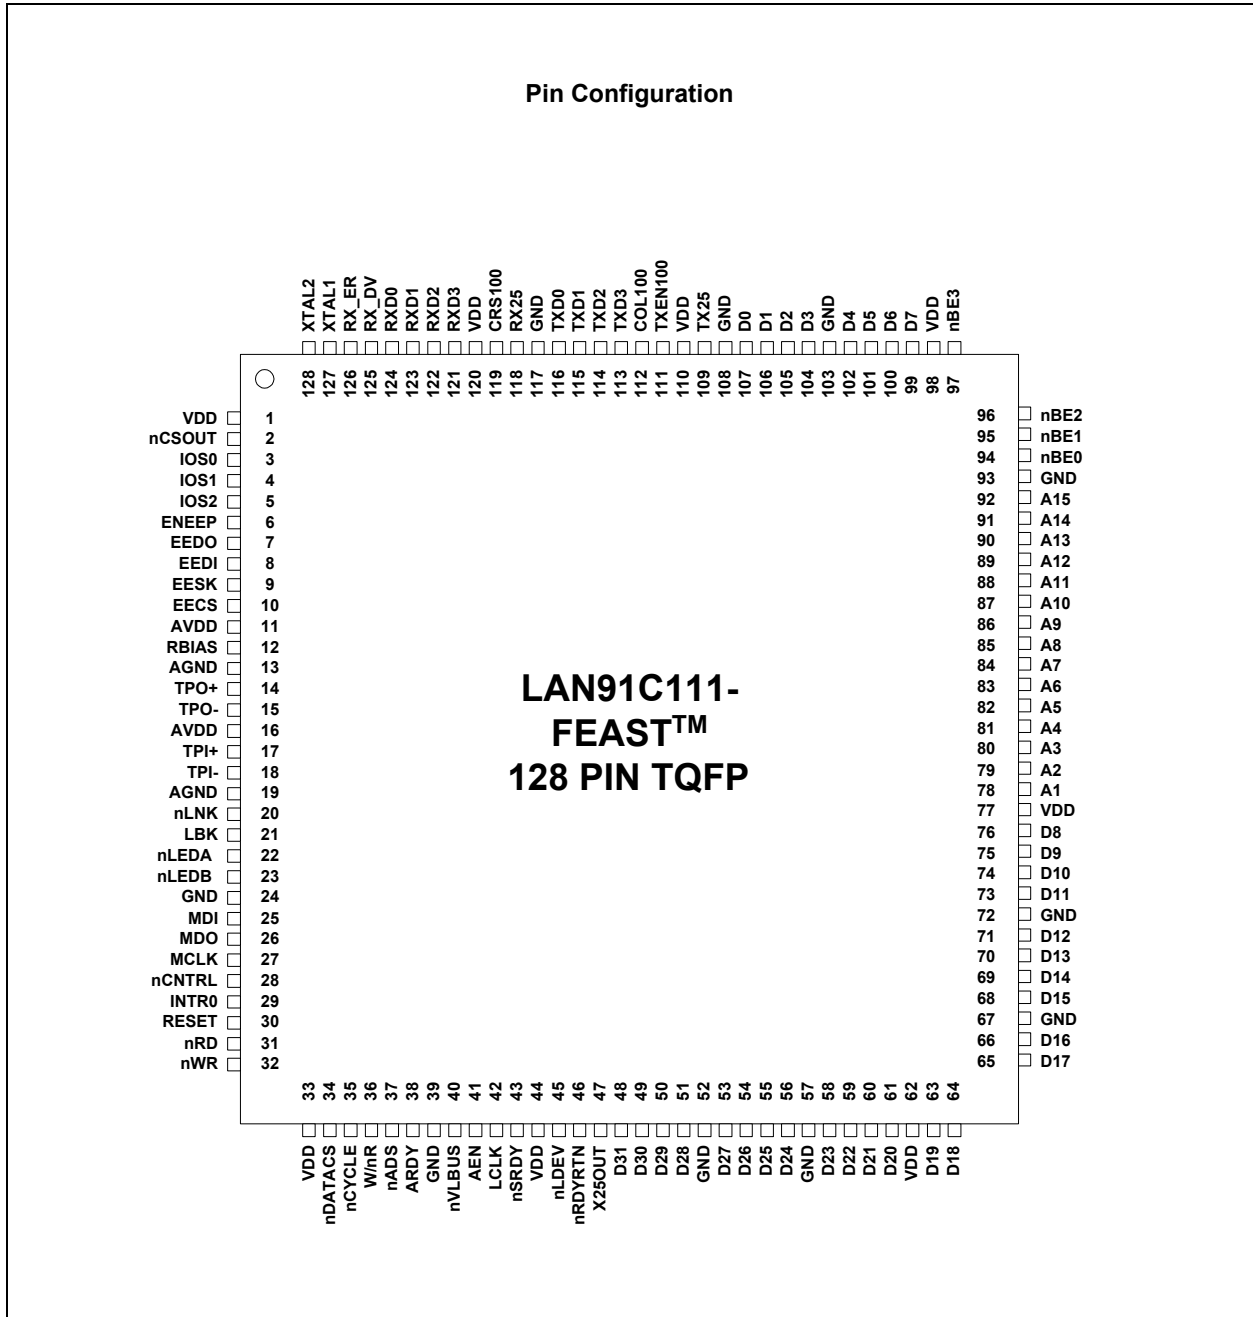 Pin Configuration
XTAL2 XTAL1 RX_ER RX_DV RXD0 RXD1 RXD2 RXD3 VDD CRS100 RX25 GND TXD0 TXD1 TXD2 TXD3 COL100 TXEN100 VDD TX25 GND D0 D1 D2 D3 GND D4 D5 D6 D7 VDD nBE3
128 127 126 125 124 123 122 121 120 119 118 117 116 115 114 113 112 111 110 109 108 107 106 105 104 103 102 101 100 99 98 97
VDD 1 96 nBE2
nCSOUT 2 95 nBE1
IOS0 3 94 nBE0
IOS1 4 93 GND
IOS2 5 92 A15
ENEEP 6 91 A14
EEDO 7 90 A13
EEDI 8 89 A12
EESK 9 88 A11
EECS 10 87 A10
AVDD 11 86 A9
RBIAS 12 85 A8
AGND 13 84 A7
TPO+ 14 83 A6
TPO- 15 82 A5
AVDD 16 81 A4
TPI+ 17 80 A3
TPI- 18 79 A2
AGND 19 78 A1
nLNK 20 77 VDD
LBK 21 76 D8
nLEDA 22 75 D9
nLEDB 23 74 D10
GND 24 73 D11
MDI 25 72 GND
MDO 26 71 D12
MCLK 27 70 D13
nCNTRL 28 69 D14
INTR0 29 68 D15
RESET 30 67 GND
nRD 31 66 D16
nWR 32 65 D17
LAN91C111-
FEAST™
128 PIN TQFP
33 34 35 36 37 38 39 40 41 42 43 44 45 46 47 48 49 50 51 52 53 54 55 56 57 58 59 60 61 62 63 64
VDD nDATACS nCYCLE W/nR nADS ARDY GND nVLBUS AEN LCLK nSRDY VDD nLDEV nRDYRTN X25OUT D31 D30 D29 D28 GND D27 D26 D25 D24 GND D23 D22 D21 D20 VDD D19 D18